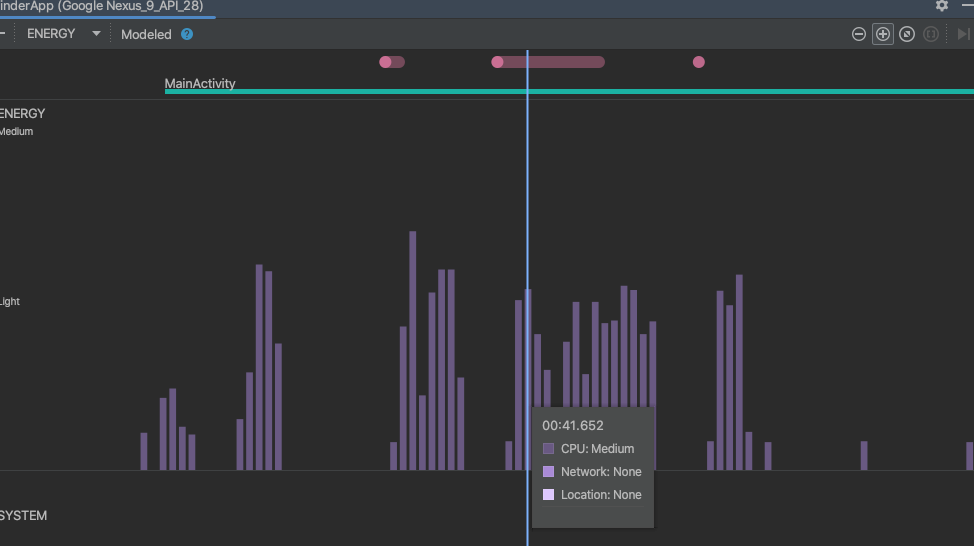 inderApp (Google Nexus_9_API_28)
ENERGY Modeled ?
MainActivity
ENERGY
Medium
Light
00:41.652
CPU: Medium
Network: None
Location: None
SYSTEM